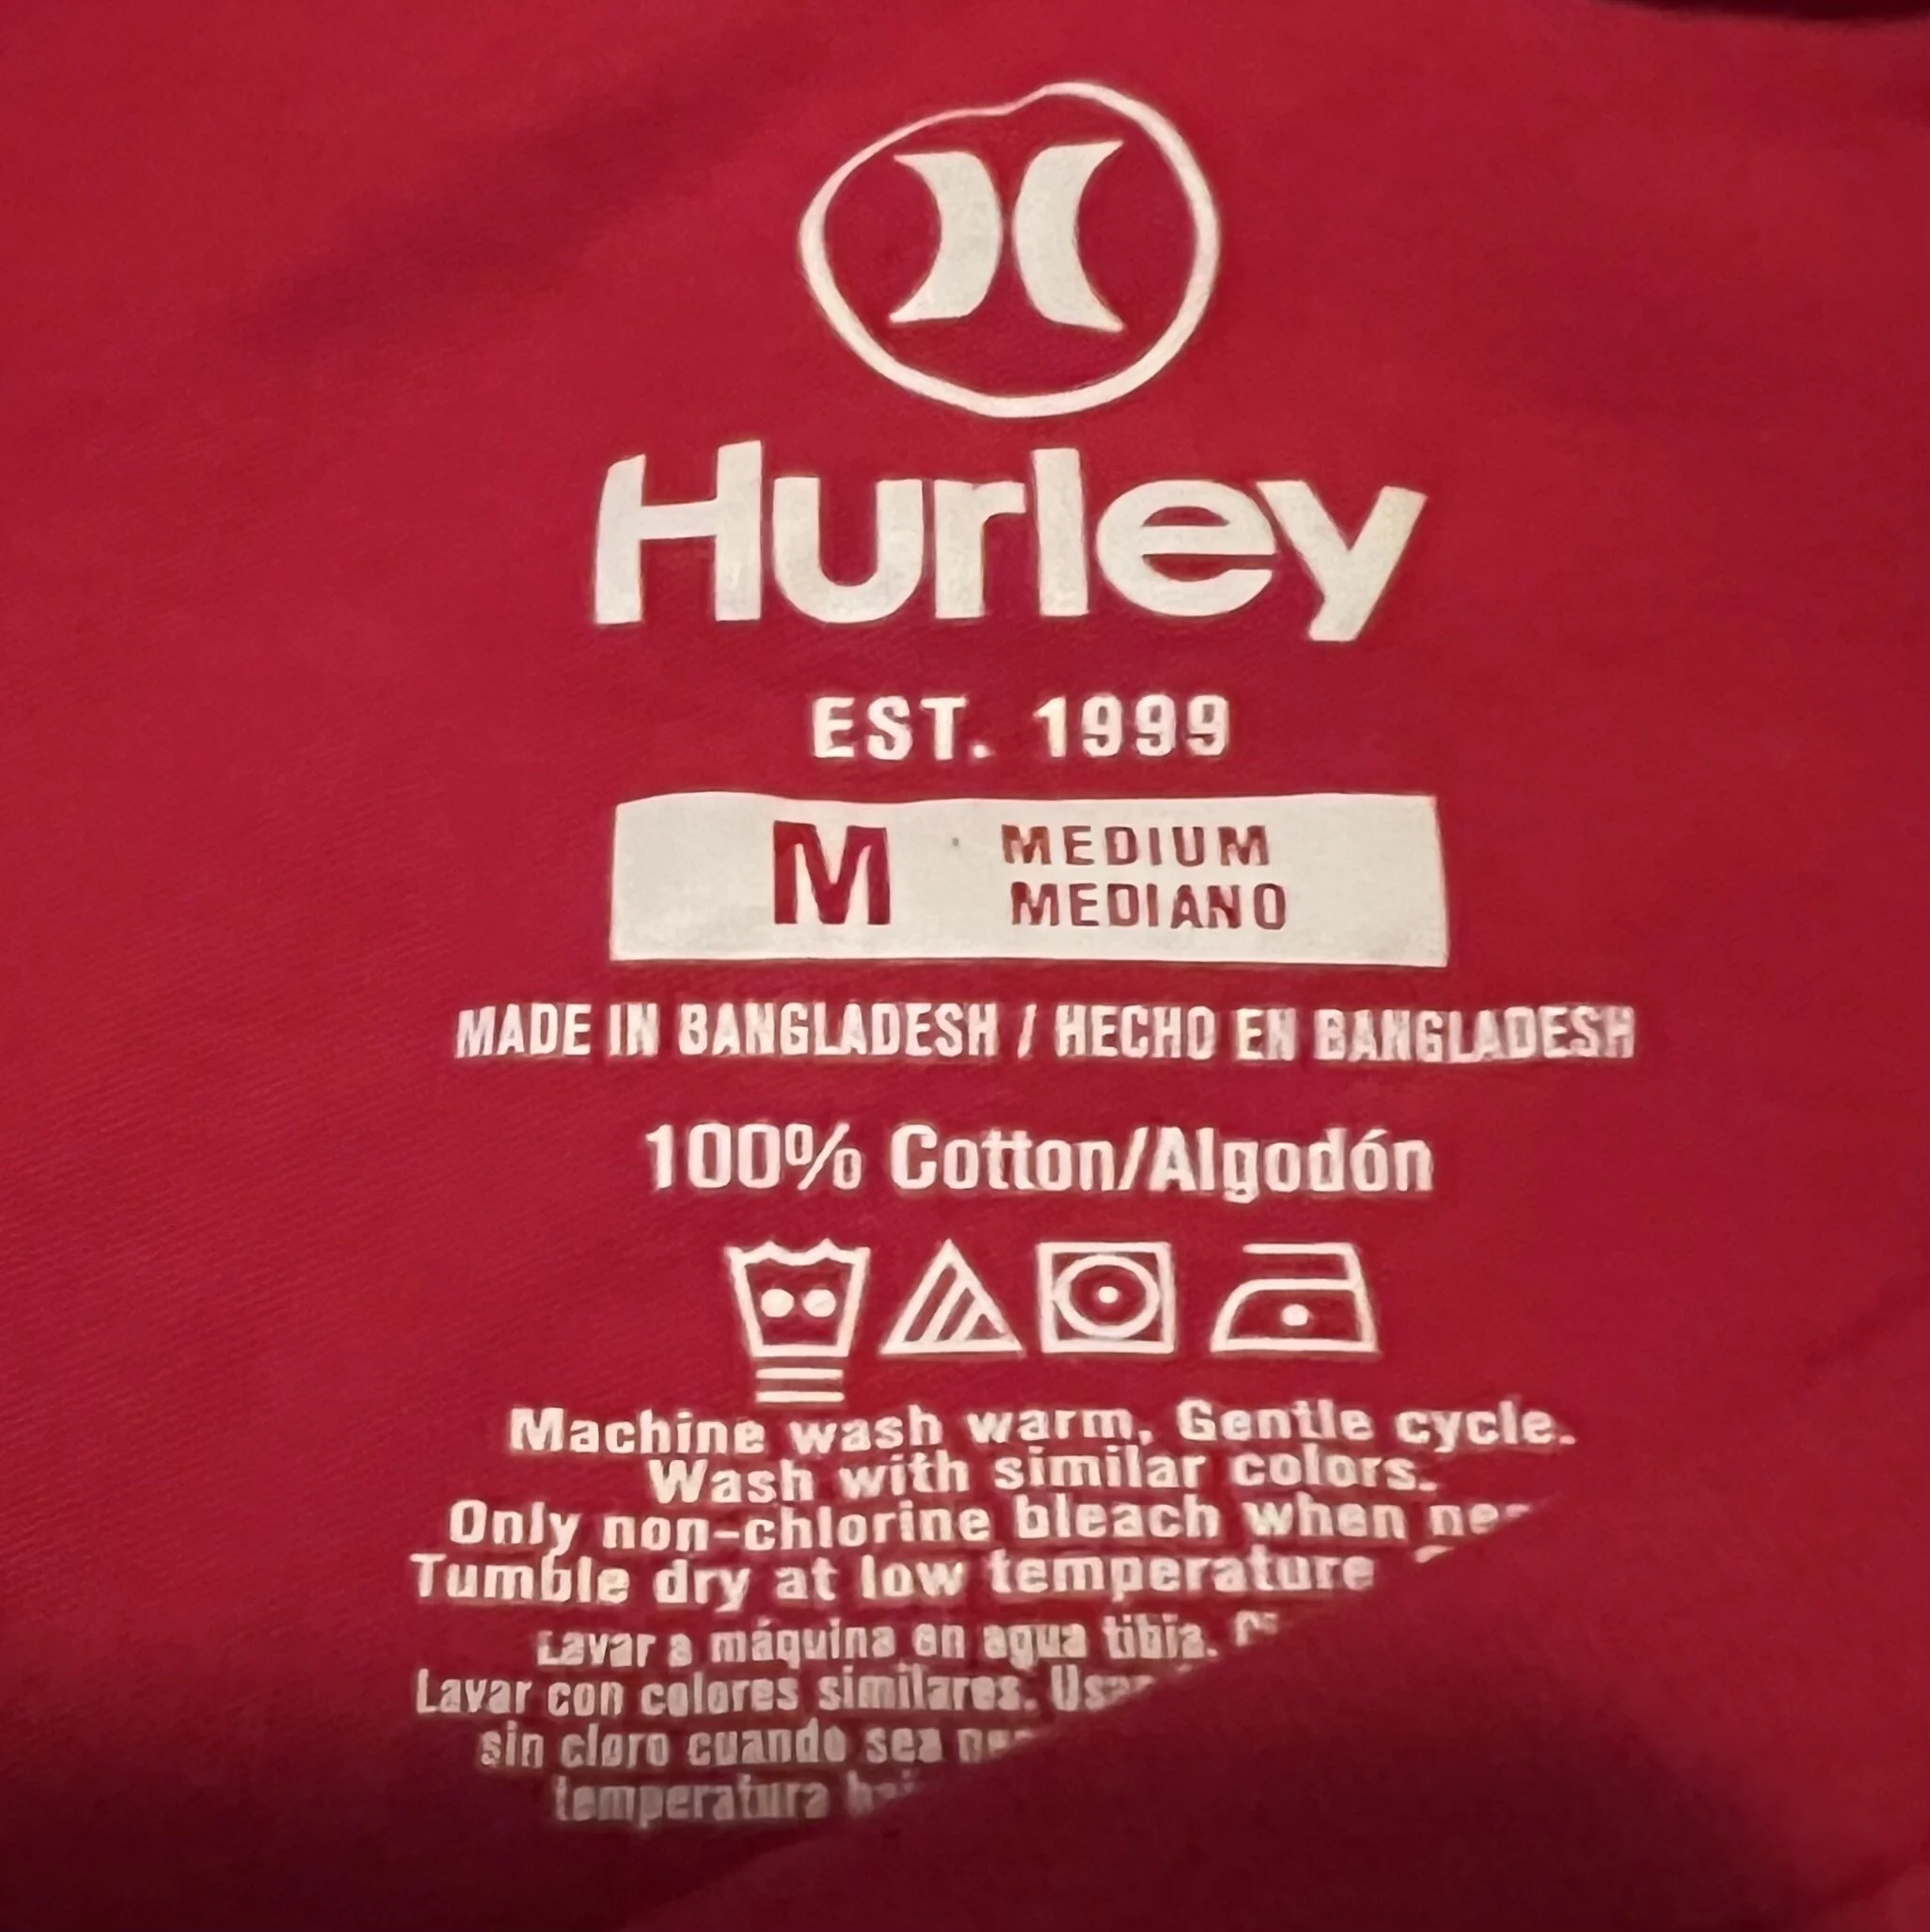 Hurley
EST. 1999
M MEDIUM
MEDIANO
MADE IN BANGLADESH / HECHO EN BANGLADESH
100% Cotton/Algodón
Machine wash warm, Gentle cycle.
Wash with similar colors.
Only non-chlorine bleach when
Tumble dry at low temperature
Lavar a máquina en agua tibia.
Lavar con colores similares.
sin cloro cuando sea
temperatura